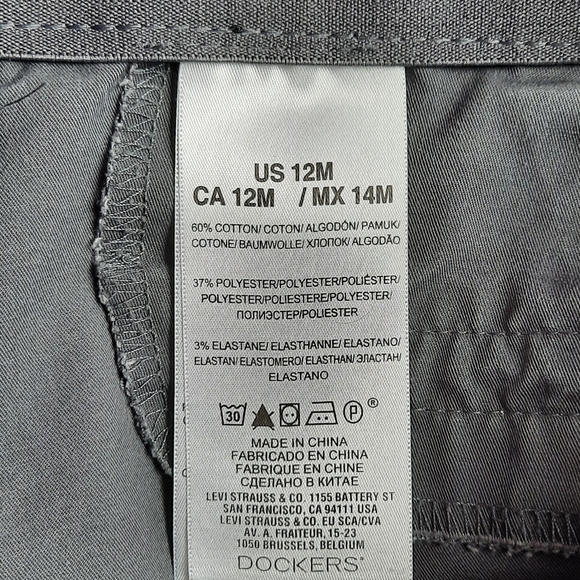 US 12M
CA 12M / MX 14M
60% COTTON/ COTON/ ALGODÓN/ PAMUK/
COTONE/ BAUMWOLLE/ ХЛОПОК/ ALGODÃO
37% POLYESTER/POLYESTER/POLIÉSTER/
POLYESTER/POLIESTERE/POLYESTER/
ПОЛИЭСТЕР/POLIESTER
3% ELASTANE/ ELASTHANNE/ ELASTANO/
ELASTAN/ ELASTOMERO/ ELASTHAN/ ЭЛАСТАН/
ELASTANO
30 P ®
MADE IN CHINA
FABRICADO EN CHINA
FABRIQUE EN CHINE
СДЕЛАНО В КИТАЕ
LEVI STRAUSS & CO. 1155 BATTERY ST
SAN FRANCISCO, CA 94111 USA
LEVI STRAUSS & CO. EU SCA/CVA
AV. A. FRAITEUR, 15-23
1050 BRUSSELS, BELGIUM
DOCKERS®